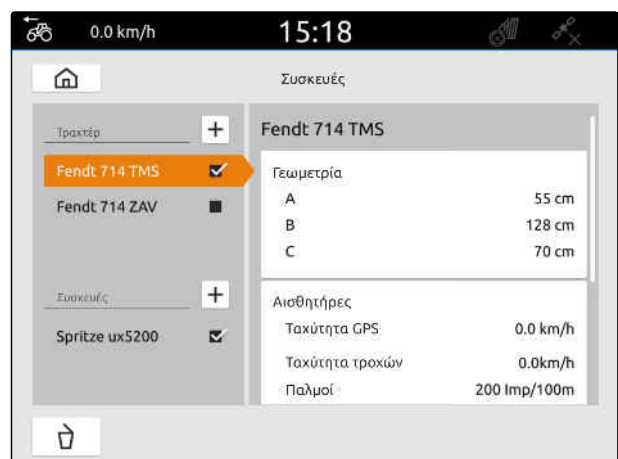 0.0 km/h
15:18
Συσκευές
Τρακτέρ
Fendt 714 TMS
Fendt 714 ZAV
Συσκευές
Spritze ux5200
Fendt 714 TMS
Γεωμετρία
A 55 cm
B 128 cm
C 70 cm
Αισθητήρες
Ταχύτητα GPS 0.0 km/h
Ταχύτητα τροχών 0.0km/h
Παλμοί 200 Imp/100m